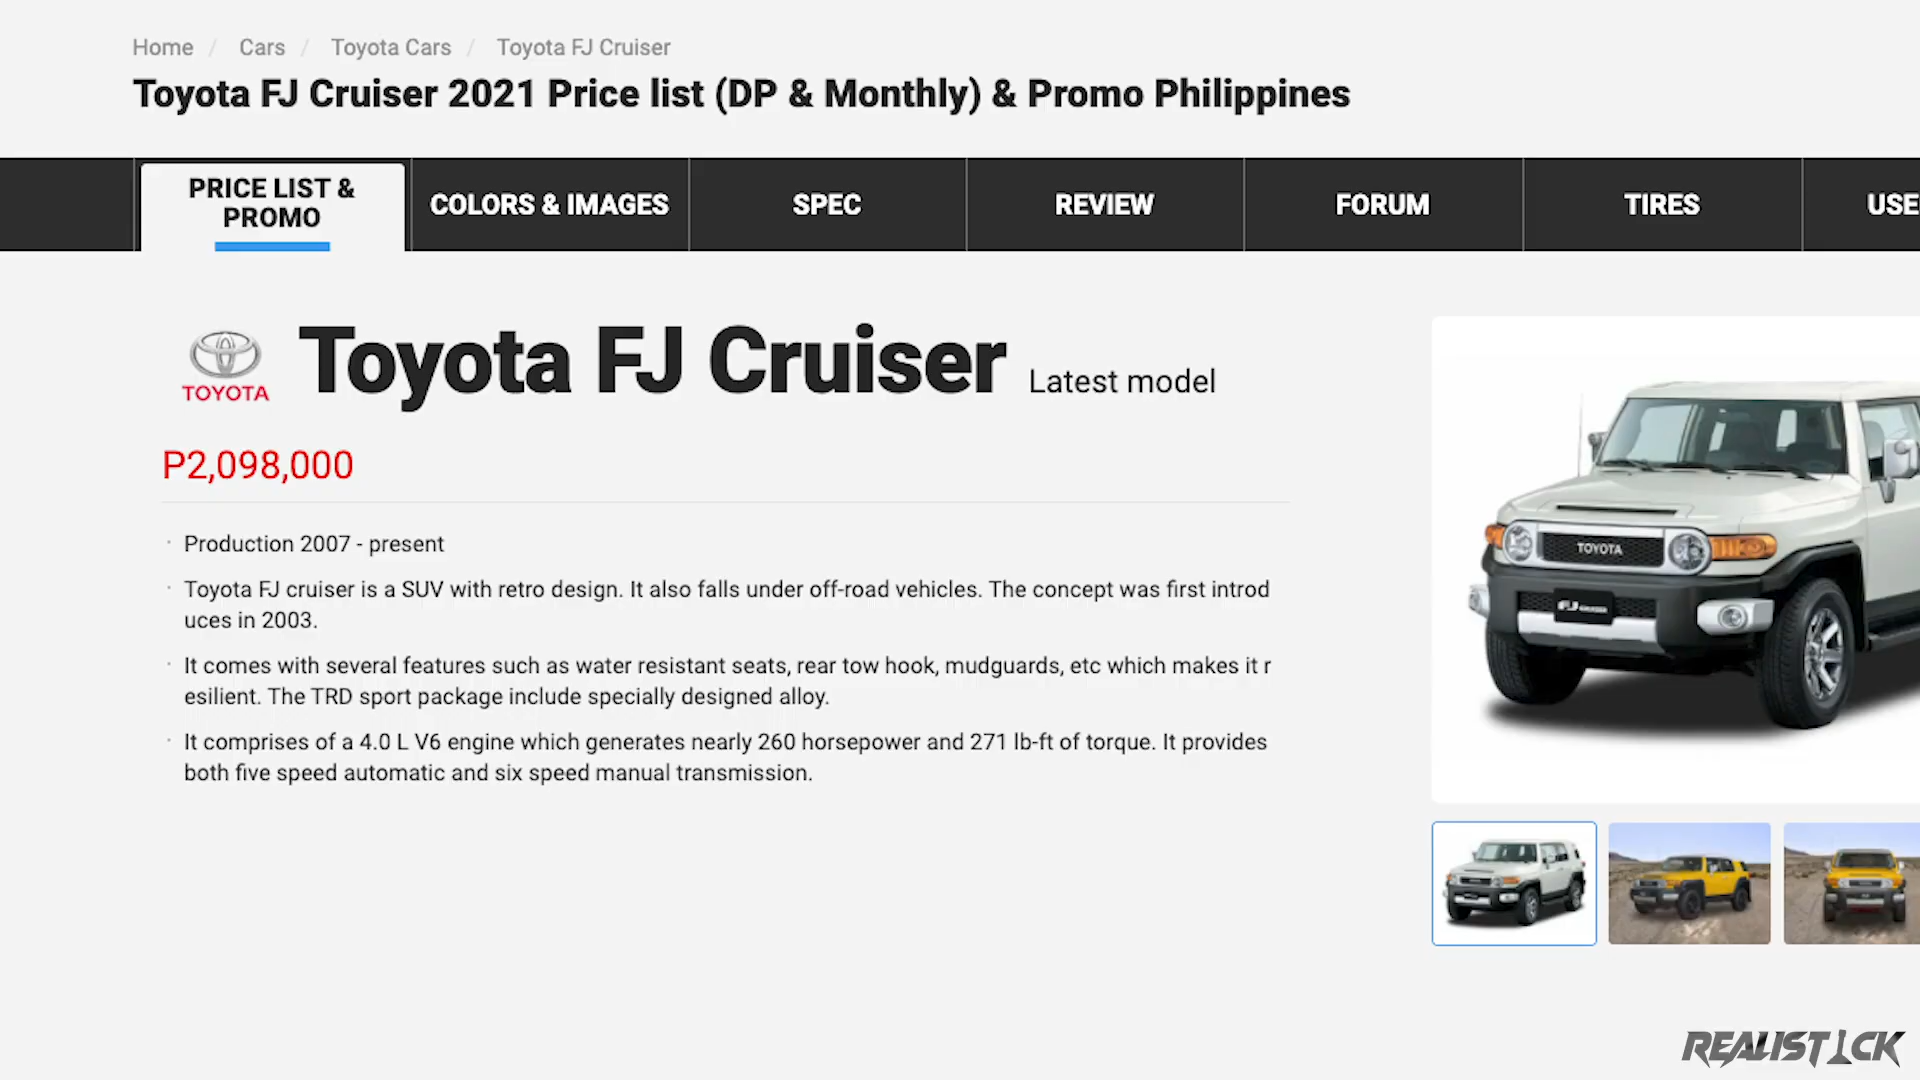 Home / Cars / Toyota Cars / Toyota FJ Cruiser
Toyota FJ Cruiser 2021 Price list (DP & Monthly) & Promo Philippines
PRICE LIST &
PROMO
COLORS & IMAGES
SPEC
REVIEW
FORUM
TIRES
USE
TOYOTA
Toyota FJ Cruiser Latest model
P2,098,000
· Production 2007 - present
· Toyota FJ cruiser is a SUV with retro design. It also falls under off-road vehicles. The concept was first introd
uces in 2003.
· It comes with several features such as water resistant seats, rear tow hook, mudguards, etc which makes it r
esilient. The TRD sport package include specially designed alloy.
· It comprises of a 4.0 L V6 engine which generates nearly 260 horsepower and 271 lb-ft of torque. It provides
both five speed automatic and six speed manual transmission.
TOYOTA
FJ CRUISER
REALISTICK